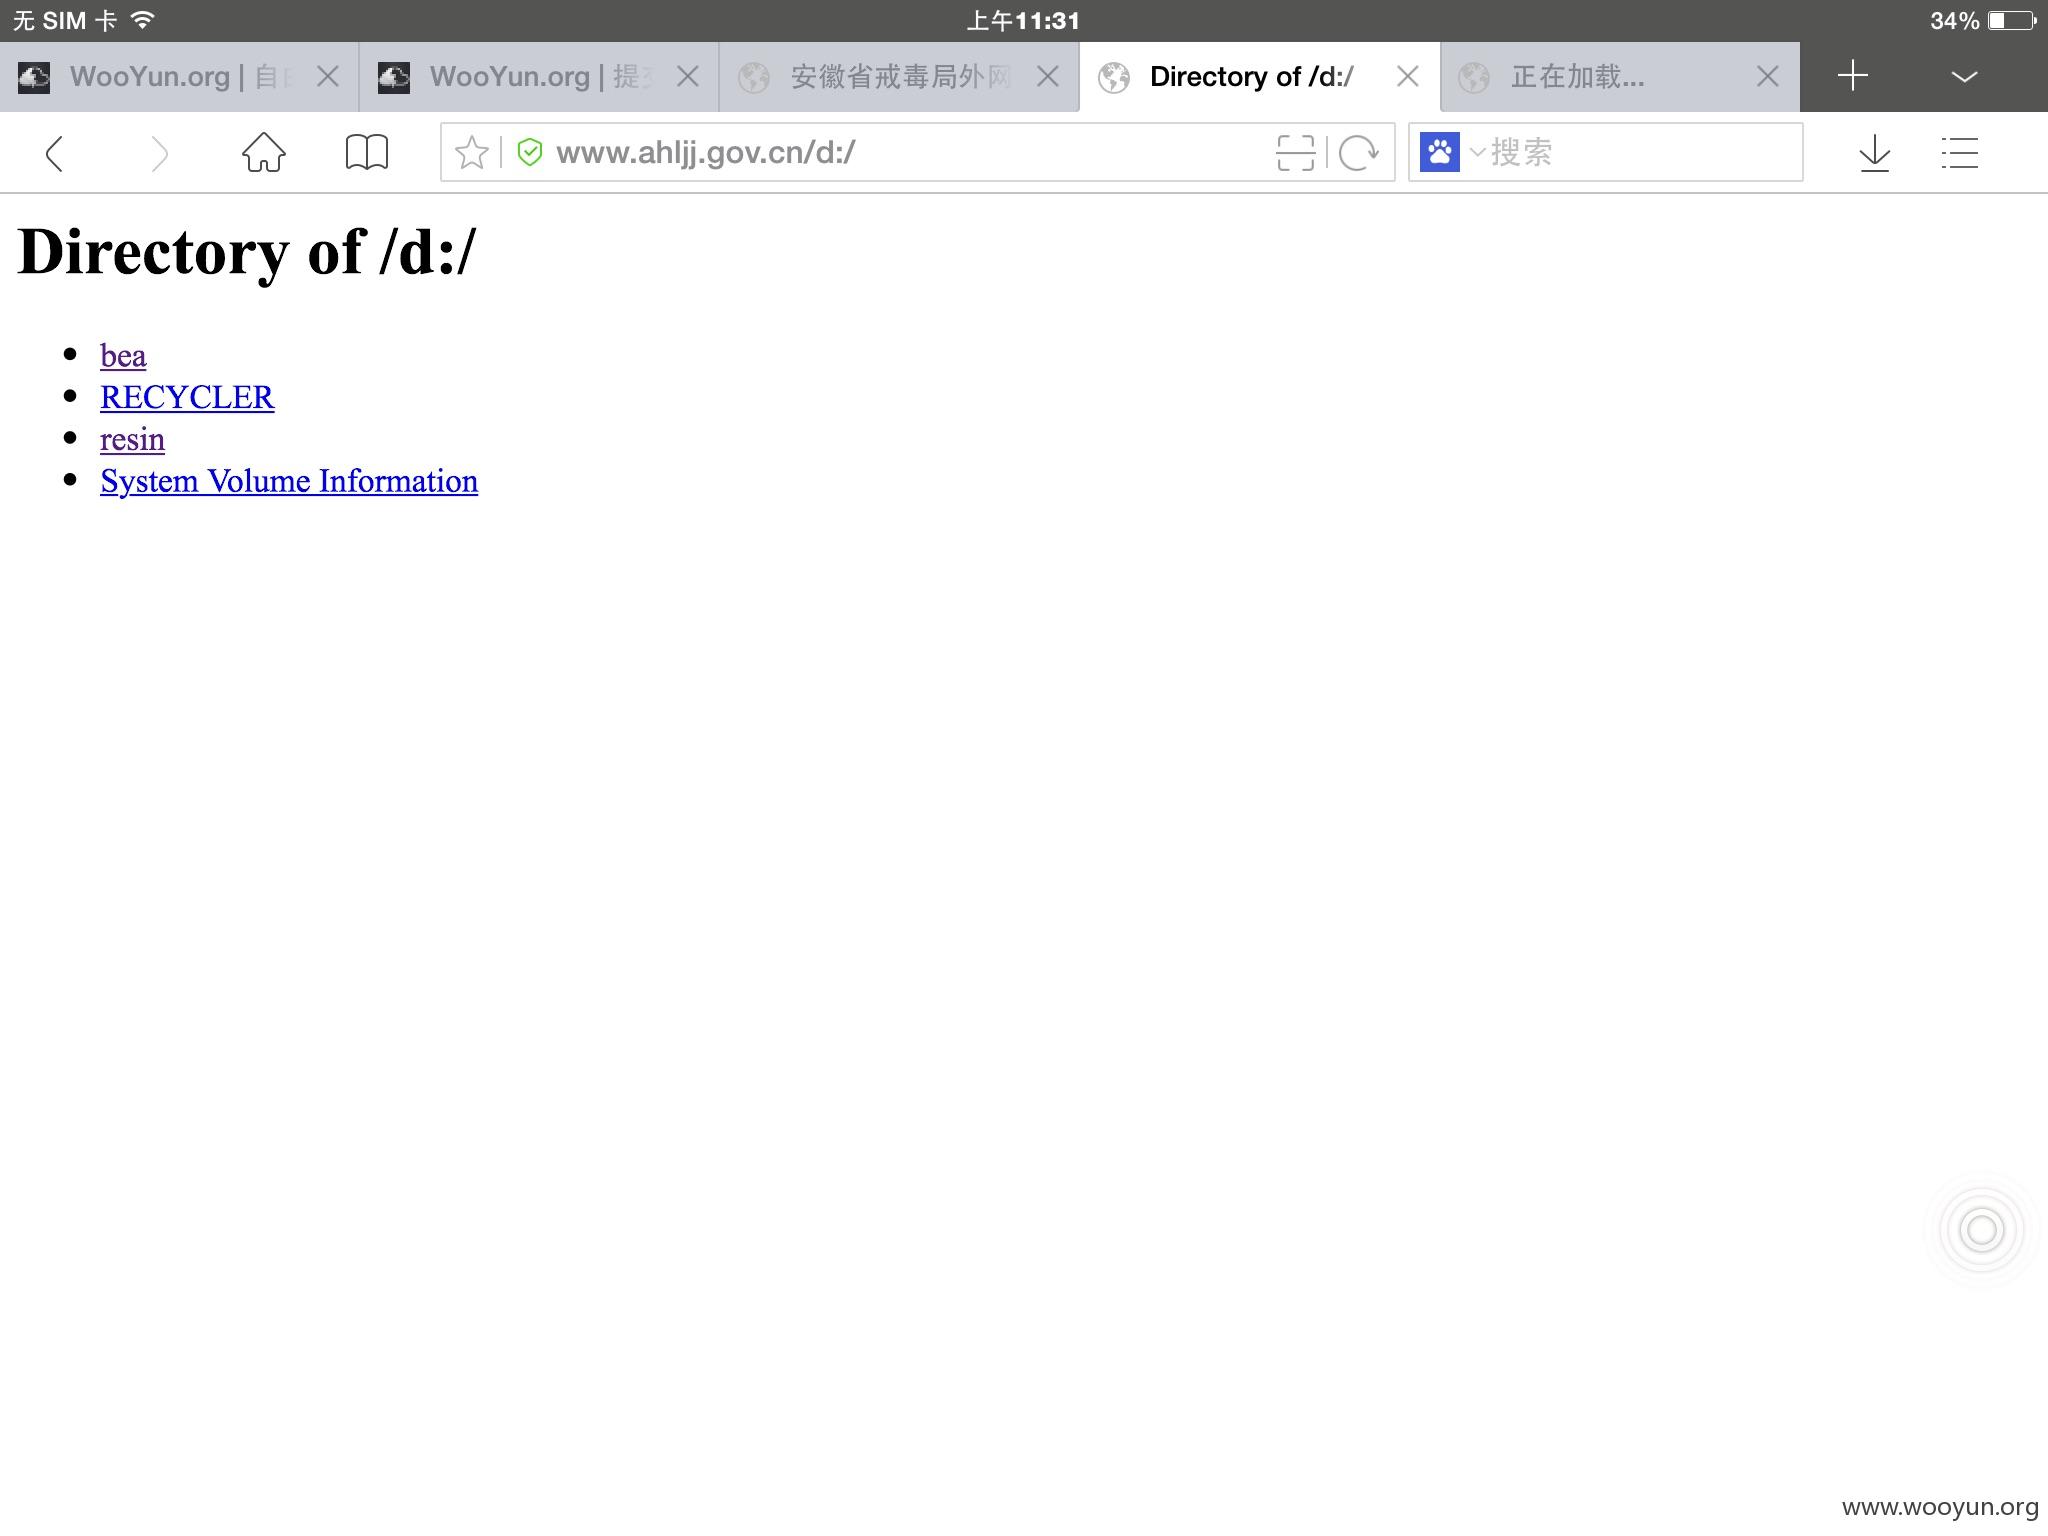 无 SIM 卡
上午11:31
34%
WooYun.org | 自
WooYun.org | 提
安徽省戒毒局外网
Directory of /d:/
正在加载...
www.ahljj.gov.cn/d:/
搜索
Directory of /d:/
bea
RECYCLER
resin
System Volume Information
www.wooyun.org